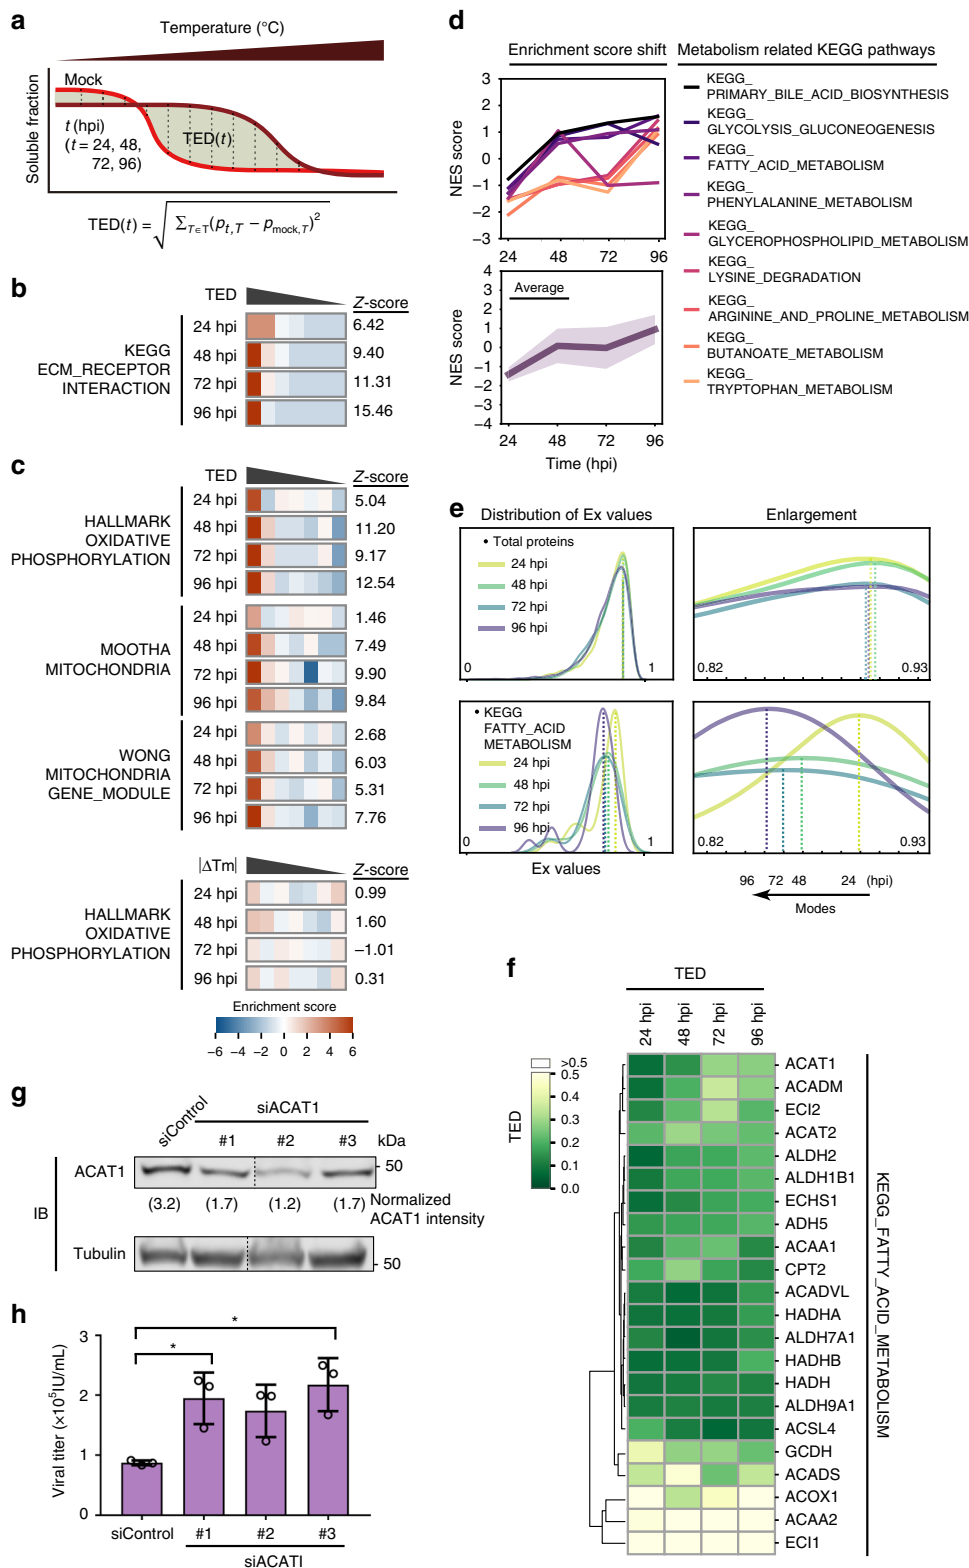 a
Temperature (°C)
Soluble fraction
Mock
t (hpi)
(t = 24, 48,
72, 96)
TED(t)
TED(t) = √ ∑T∈T(pt,T − pmock,T)2
b
TED
Z-score
KEGG
ECM_RECEPTOR
INTERACTION
24 hpi 6.42
48 hpi 9.40
72 hpi 11.31
96 hpi 15.46
c
TED
Z-score
HALLMARK
OXIDATIVE
PHOSPHORYLATION
24 hpi 5.04
48 hpi 11.20
72 hpi 9.17
96 hpi 12.54
MOOTHA
MITOCHONDRIA
24 hpi 1.46
48 hpi 7.49
72 hpi 9.90
96 hpi 9.84
WONG
MITOCHONDRIA
GENE_MODULE
24 hpi 2.68
48 hpi 6.03
72 hpi 5.31
96 hpi 7.76
|ΔTm|
Z-score
HALLMARK
OXIDATIVE
PHOSPHORYLATION
24 hpi 0.99
48 hpi 1.60
72 hpi −1.01
96 hpi 0.31
Enrichment score
−6 −4 −2 0 2 4 6
d
Enrichment score shift
Metabolism related KEGG pathways
NES score
3
2
1
0
−1
−2
−3
24 48 72 96
KEGG_
PRIMARY_BILE_ACID_BIOSYNTHESIS
KEGG_
GLYCOLYSIS_GLUCONEOGENESIS
KEGG_
FATTY_ACID_METABOLISM
KEGG_
PHENYLALANINE_METABOLISM
KEGG_
GLYCEROPHOSPHOLIPID_METABOLISM
KEGG_
LYSINE_DEGRADATION
KEGG_
ARGININE_AND_PROLINE_METABOLISM
KEGG_
BUTANOATE_METABOLISM
KEGG_
TRYPTOPHAN_METABOLISM
NES score
4
3
2
1
0
−1
−2
−3
−4
Average
24 48 72 96
Time (hpi)
e
Distribution of Ex values
Enlargement
• Total proteins
24 hpi
48 hpi
72 hpi
96 hpi
0 1
0.82 0.93
• KEGG
FATTY_ACID
METABOLISM
24 hpi
48 hpi
72 hpi
96 hpi
0 1
0.82 0.93
Ex values
96 72 48 24 (hpi)
Modes
f
TED
24 hpi
48 hpi
72 hpi
96 hpi
TED
>0.5
0.5
0.4
0.3
0.2
0.1
0.0
ACAT1
ACADM
ECI2
ACAT2
ALDH2
ALDH1B1
ECHS1
ADH5
ACAA1
CPT2
ACADVL
HADHA
ALDH7A1
HADHB
HADH
ALDH9A1
ACSL4
GCDH
ACADS
ACOX1
ACAA2
ECI1
KEGG_FATTY_ACID_METABOLISM
g
siControl
siACAT1
#1 #2 #3
kDa
IB
ACAT1
50
(3.2) (1.7) (1.2) (1.7)
Normalized
ACAT1 intensity
Tubulin
50
h
Viral titer (×105IU/mL)
3
2
1
0
*
*
siControl #1 #2 #3
siACATI